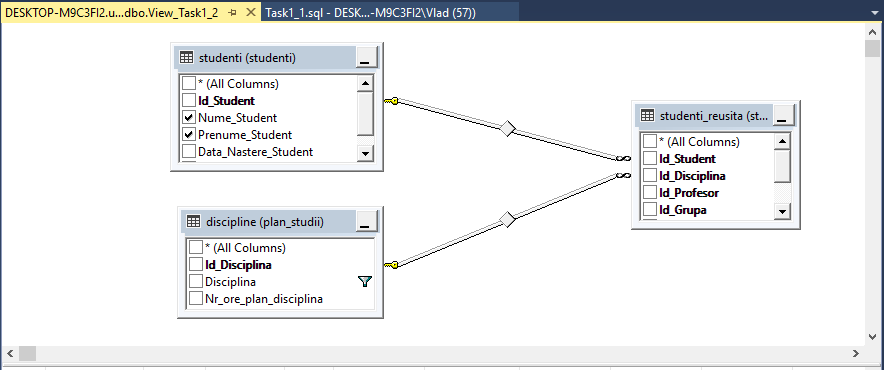 DESKTOP-M9C3FI2.u...dbo.View_Task1_2
Task1_1.sql - DESK...-M9C3FI2\Vlad (57))
studenti (studenti)
* (All Columns)
Id_Student
Nume_Student
Prenume_Student
Data_Nastere_Student
studenti_reusita (st...
* (All Columns)
Id_Student
Id_Disciplina
Id_Profesor
Id_Grupa
discipline (plan_studii)
* (All Columns)
Id_Disciplina
Disciplina
Nr_ore_plan_disciplina